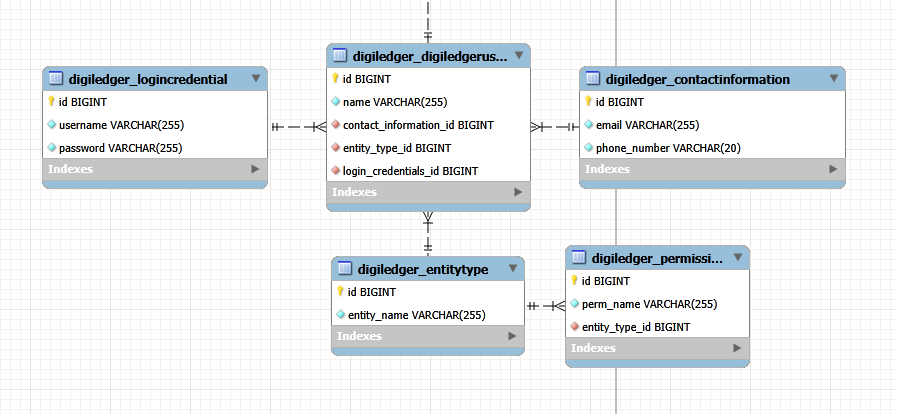 digiledger_digiledgerus...
id BIGINT
name VARCHAR(255)
contact_information_id BIGINT
entity_type_id BIGINT
login_credentials_id BIGINT
Indexes
digiledger_logincredential
id BIGINT
username VARCHAR(255)
password VARCHAR(255)
Indexes
digiledger_contactinformation
id BIGINT
email VARCHAR(255)
phone_number VARCHAR(20)
Indexes
digiledger_entitytype
id BIGINT
entity_name VARCHAR(255)
Indexes
digiledger_permissi...
id BIGINT
perm_name VARCHAR(255)
entity_type_id BIGINT
Indexes